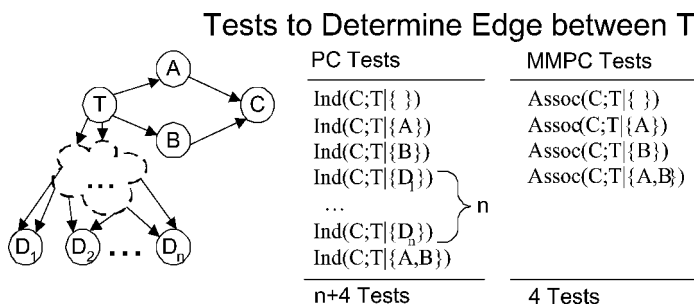 Tests to Determine Edge between T
PC Tests
MMPC Tests
A
T
C
B
...
D1
D2
...
Dn
Ind(C;T|{ })
Ind(C;T|{A})
Ind(C;T|{B})
Ind(C;T|{D1})
...
Ind(C;T|{Dn})
Ind(C;T|{A,B})
n
n+4 Tests
Assoc(C;T|{ })
Assoc(C;T|{A})
Assoc(C;T|{B})
Assoc(C;T|{A,B})
4 Tests